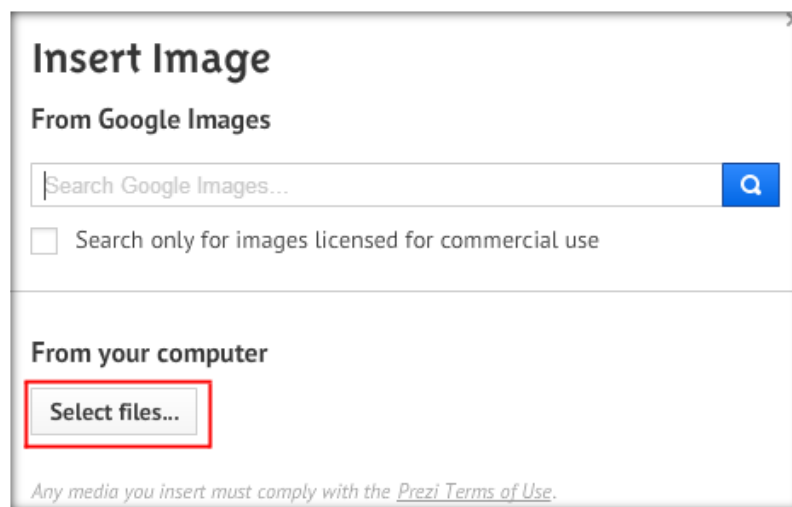 Insert Image
From Google Images
Search Google Images...
Search only for images licensed for commercial use
From your computer
Select files...
Any media you insert must comply with the Prezi Terms of Use.